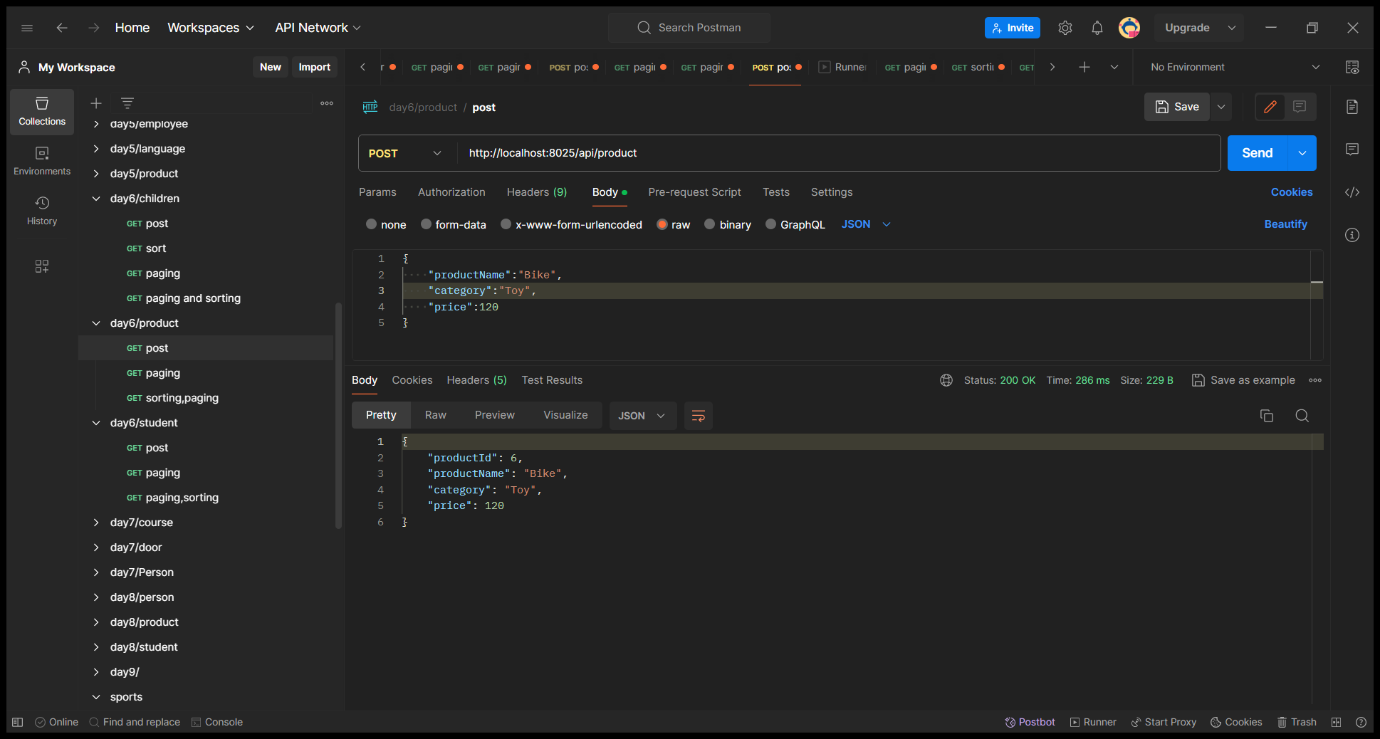 Home Workspaces API Network Search Postman Invite Upgrade
My Workspace New Import
GET pagin GET pagin POST po: GET pagin GET pagin POST po: Runne GET pagin GET sortin GET No Environment
Collections
Environments
History
day5/employee
day5/language
day5/product
day6/children
GET post
GET sort
GET paging
GET paging and sorting
day6/product
GET post
GET paging
GET sorting,paging
day6/student
GET post
GET paging
GET paging,sorting
day7/course
day7/door
day7/Person
day8/person
day8/product
day8/student
day9/
sports
HTTP day6/product / post Save
POST http://localhost:8025/api/product Send
Params Authorization Headers (9) Body Pre-request Script Tests Settings Cookies
none form-data x-www-form-urlencoded raw binary GraphQL JSON Beautify
1 {
2 "productName":"Bike",
3 "category":"Toy",
4 "price":120
5 }
Body Cookies Headers (5) Test Results Status: 200 OK Time: 286 ms Size: 229 B Save as example
Pretty Raw Preview Visualize JSON
1 {
2 "productId": 6,
3 "productName": "Bike",
4 "category": "Toy",
5 "price": 120
6 }
Online Find and replace Console Postbot Runner Start Proxy Cookies Trash